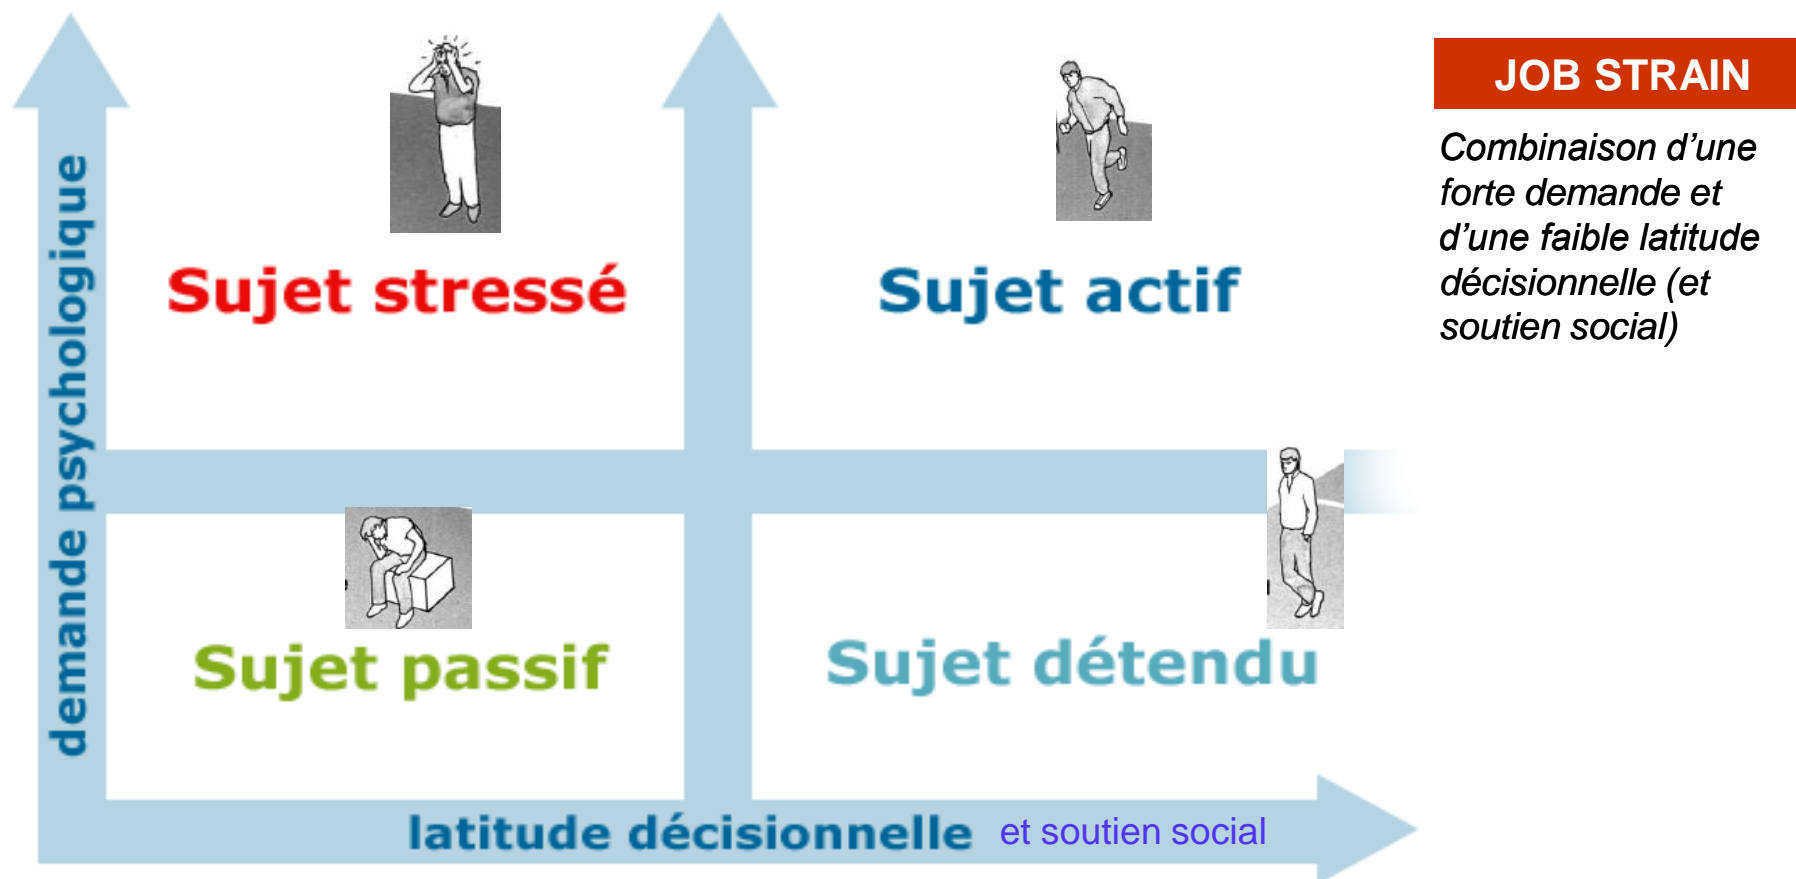 demande psychologique
Sujet stressé
Sujet actif
Sujet passif
Sujet détendu
latitude décisionnelle et soutien social
JOB STRAIN
Combinaison d’une
forte demande et
d’une faible latitude
décisionnelle (et
soutien social)